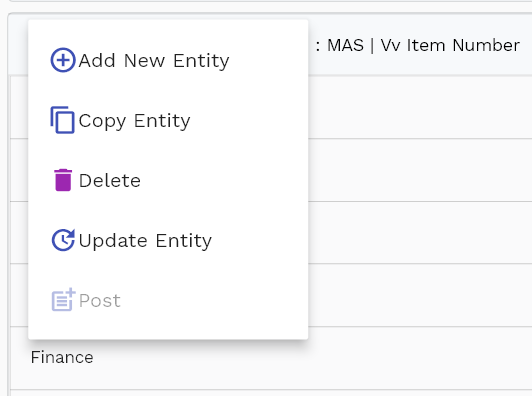 Add New Entity
: MAS | Vv Item Number
Copy Entity
Delete
Update Entity
Post
Finance